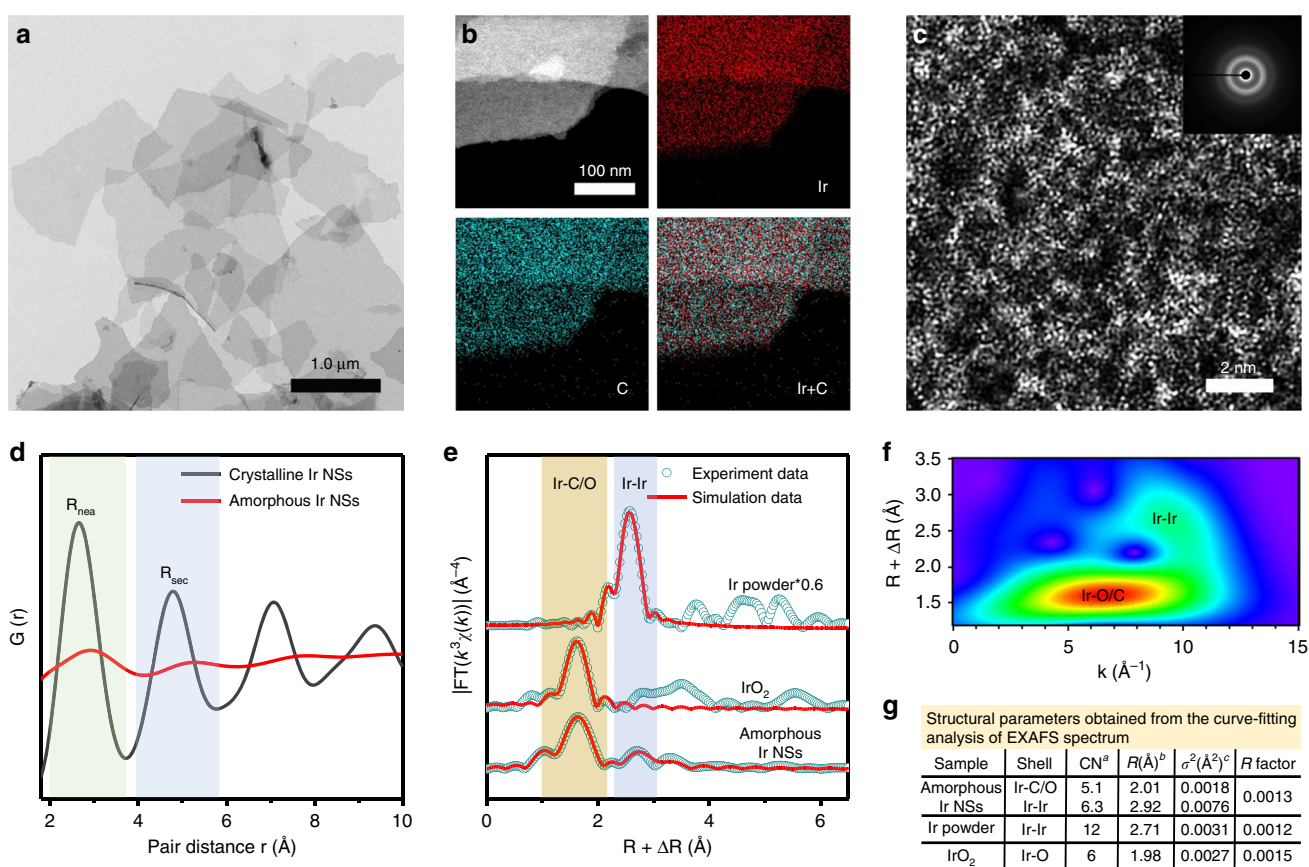 a
1.0 μm
b
100 nm
Ir
C
Ir+C
c
2 nm
d
Crystalline Ir NSs
Amorphous Ir NSs
R_nea
R_sec
G (r)
2 4 6 8 10
Pair distance r (Å)
e
Ir-C/O
Ir-Ir
Experiment data
Simulation data
Ir powder*0.6
IrO₂
Amorphous
Ir NSs
|FT(k³χ(k))| (Å⁻⁴)
0 2 4 6
R + ΔR (Å)
f
3.5
3.0
2.0
1.5
R + ΔR (Å)
Ir-Ir
Ir-O/C
0 5 10 15
k (Å⁻¹)
g
Structural parameters obtained from the curve-fitting
analysis of EXAFS spectrum
Sample Shell CNᵃ R(Å)ᵇ σ²(Å²)ᶜ R factor
Amorphous Ir-C/O 5.1 2.01 0.0018 0.0013
Ir NSs Ir-Ir 6.3 2.92 0.0076
Ir powder Ir-Ir 12 2.71 0.0031 0.0012
IrO₂ Ir-O 6 1.98 0.0027 0.0015